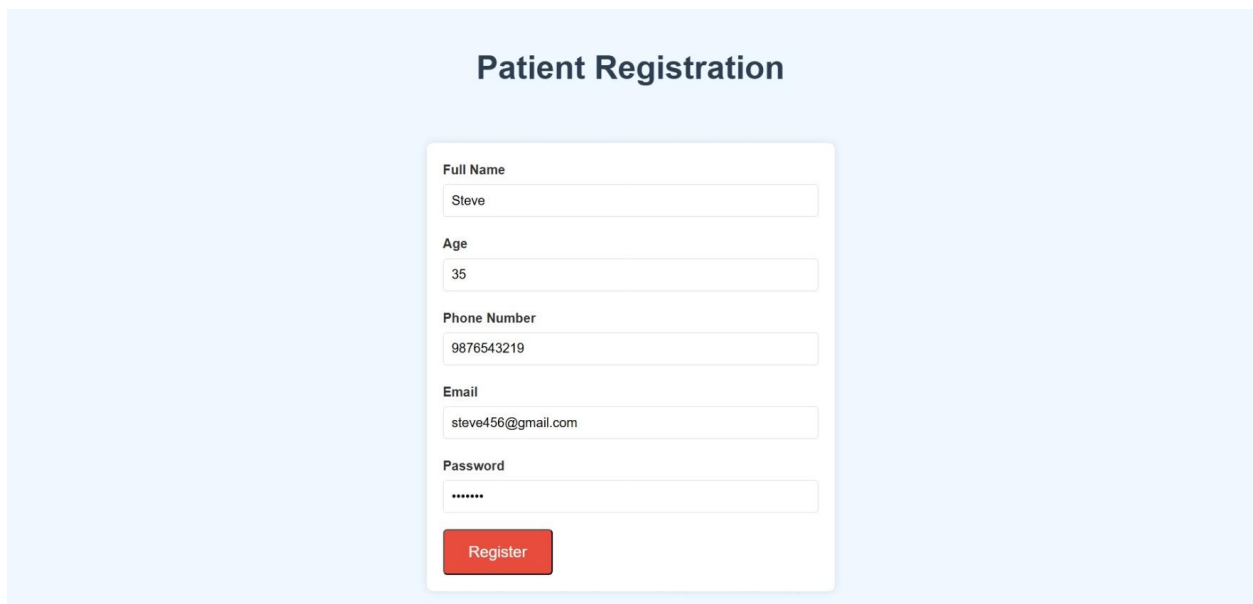 Patient Registration
Full Name
Steve
Age
35
Phone Number
9876543219
Email
steve456@gmail.com
Password
•••••••
Register